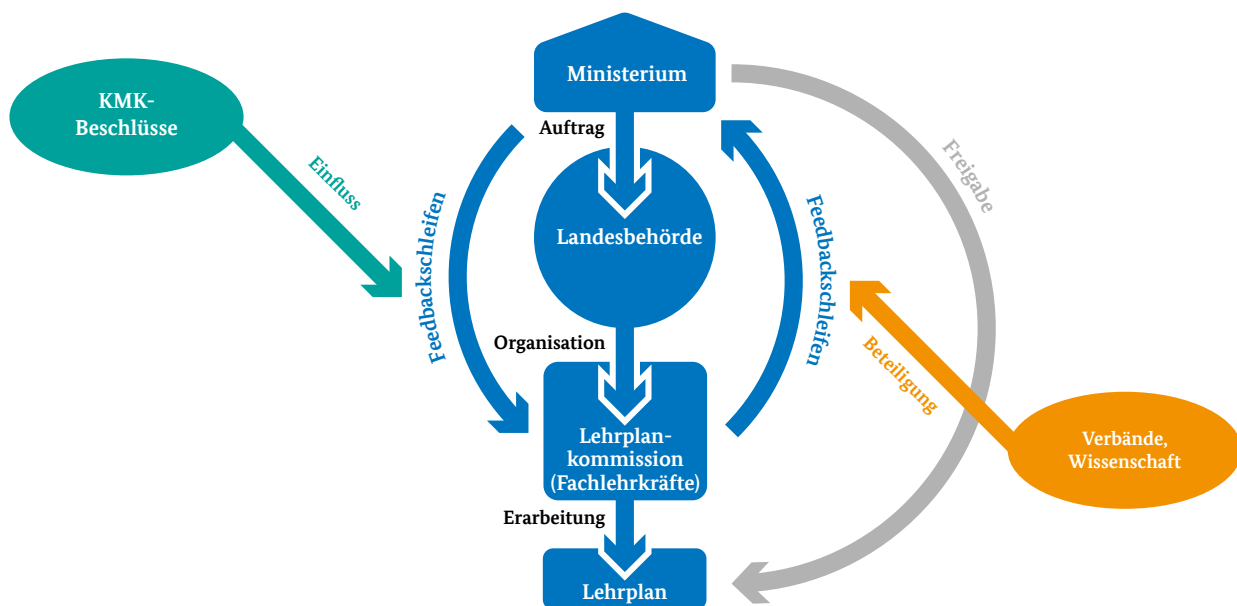 Ministerium
KMK-
Beschlüsse
Auftrag
Einfluss
Freigabe
Feedbackschleifen
Landesbehörde
Feedbackschleifen
Organisation
Beteiligung
Lehrplan-
kommission
(Fachlehrkräfte)
Verbände,
Wissenschaft
Erarbeitung
Lehrplan